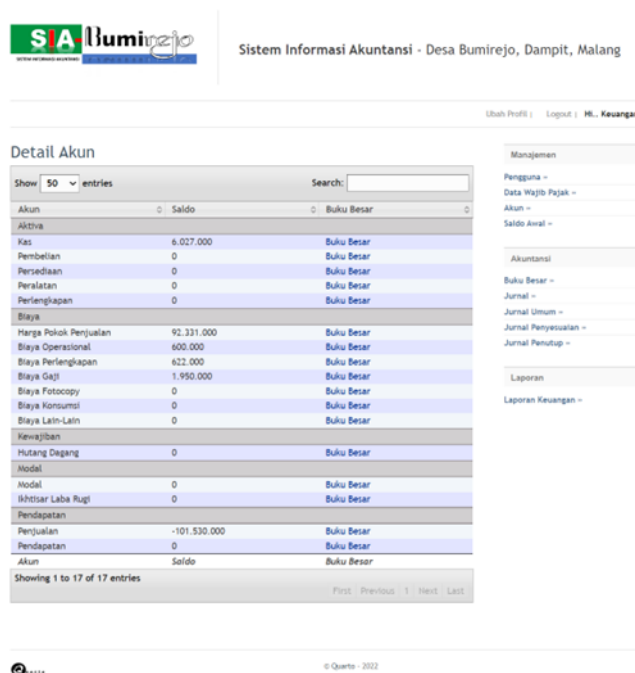 SIA Bumirejo
SISTEM INFORMASI AKUNTANSI
Sistem Informasi Akuntansi - Desa Bumirejo, Dampit, Malang
Ubah Profil | Logout | Hi.. Keuangan
Detail Akun
Show 50 entries Search:
Akun Saldo Buku Besar
Aktiva
Kas 6.027.000 Buku Besar
Pembelian 0 Buku Besar
Persediaan 0 Buku Besar
Peralatan 0 Buku Besar
Perlengkapan 0 Buku Besar
Biaya
Harga Pokok Penjualan 92.331.000 Buku Besar
Biaya Operasional 600.000 Buku Besar
Biaya Perlengkapan 622.000 Buku Besar
Biaya Gaji 1.950.000 Buku Besar
Biaya Fotocopy 0 Buku Besar
Biaya Konsumsi 0 Buku Besar
Biaya Lain-Lain 0 Buku Besar
Kewajiban
Hutang Dagang 0 Buku Besar
Modal
Modal 0 Buku Besar
Ikhtisar Laba Rugi 0 Buku Besar
Pendapatan
Penjualan -101.530.000 Buku Besar
Pendapatan 0 Buku Besar
Akun Saldo Buku Besar
Showing 1 to 17 of 17 entries
First Previous 1 Next Last
Manajemen
Pengguna »
Data Wajib Pajak »
Akun »
Saldo Awal »
Akuntansi
Buku Besar »
Jurnal »
Jurnal Umum »
Jurnal Penyesuaian »
Jurnal Penutup »
Laporan
Laporan Keuangan »
© Quarto - 2022